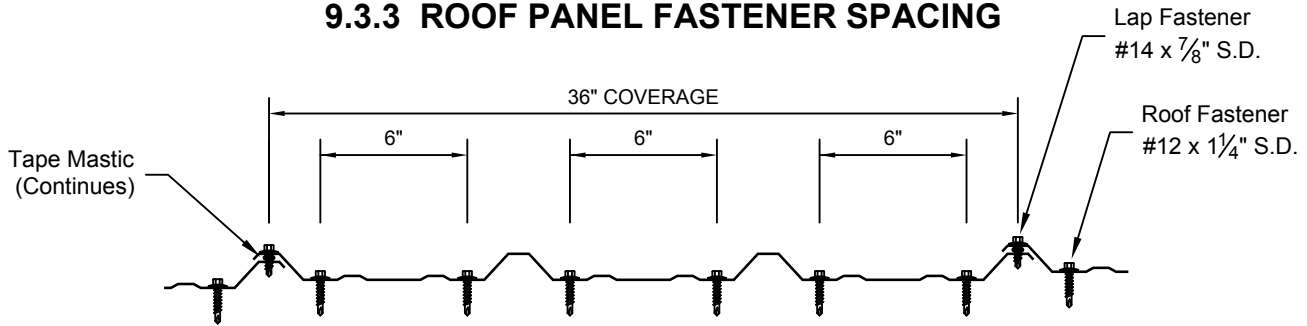 9.3.3 ROOF PANEL FASTENER SPACING
Lap Fastener
#14 x 7/8" S.D.
36" COVERAGE
Roof Fastener
#12 x 1 1/4" S.D.
6"
6"
6"
Tape Mastic
(Continues)